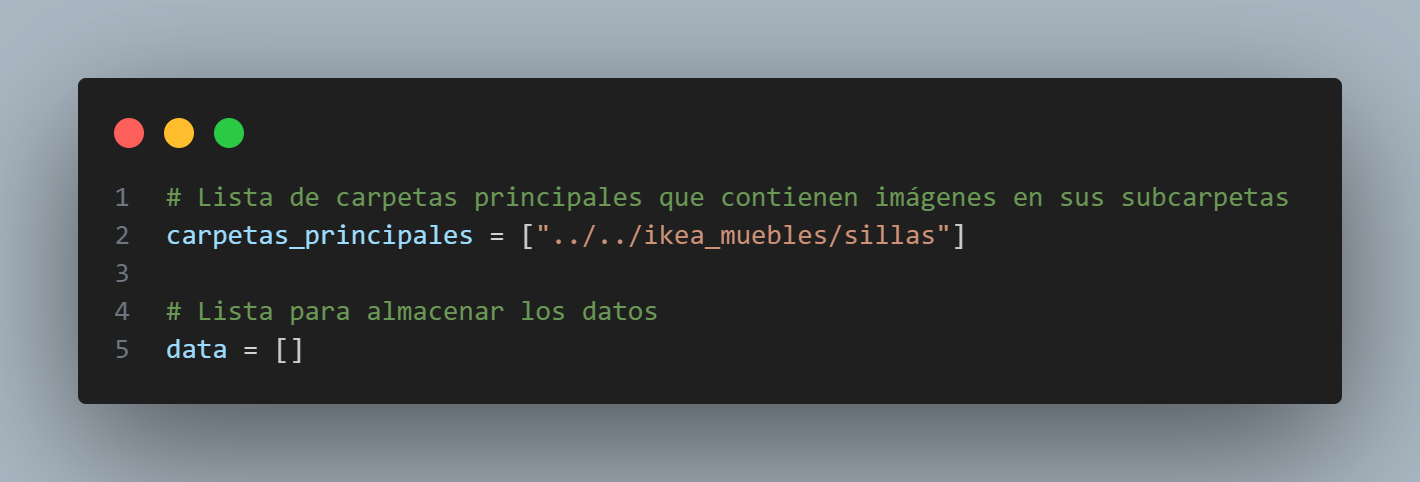 1 # Lista de carpetas principales que contienen imágenes en sus subcarpetas
2 carpetas_principales = ["../../ikea_muebles/sillas"]
3
4 # Lista para almacenar los datos
5 data = []